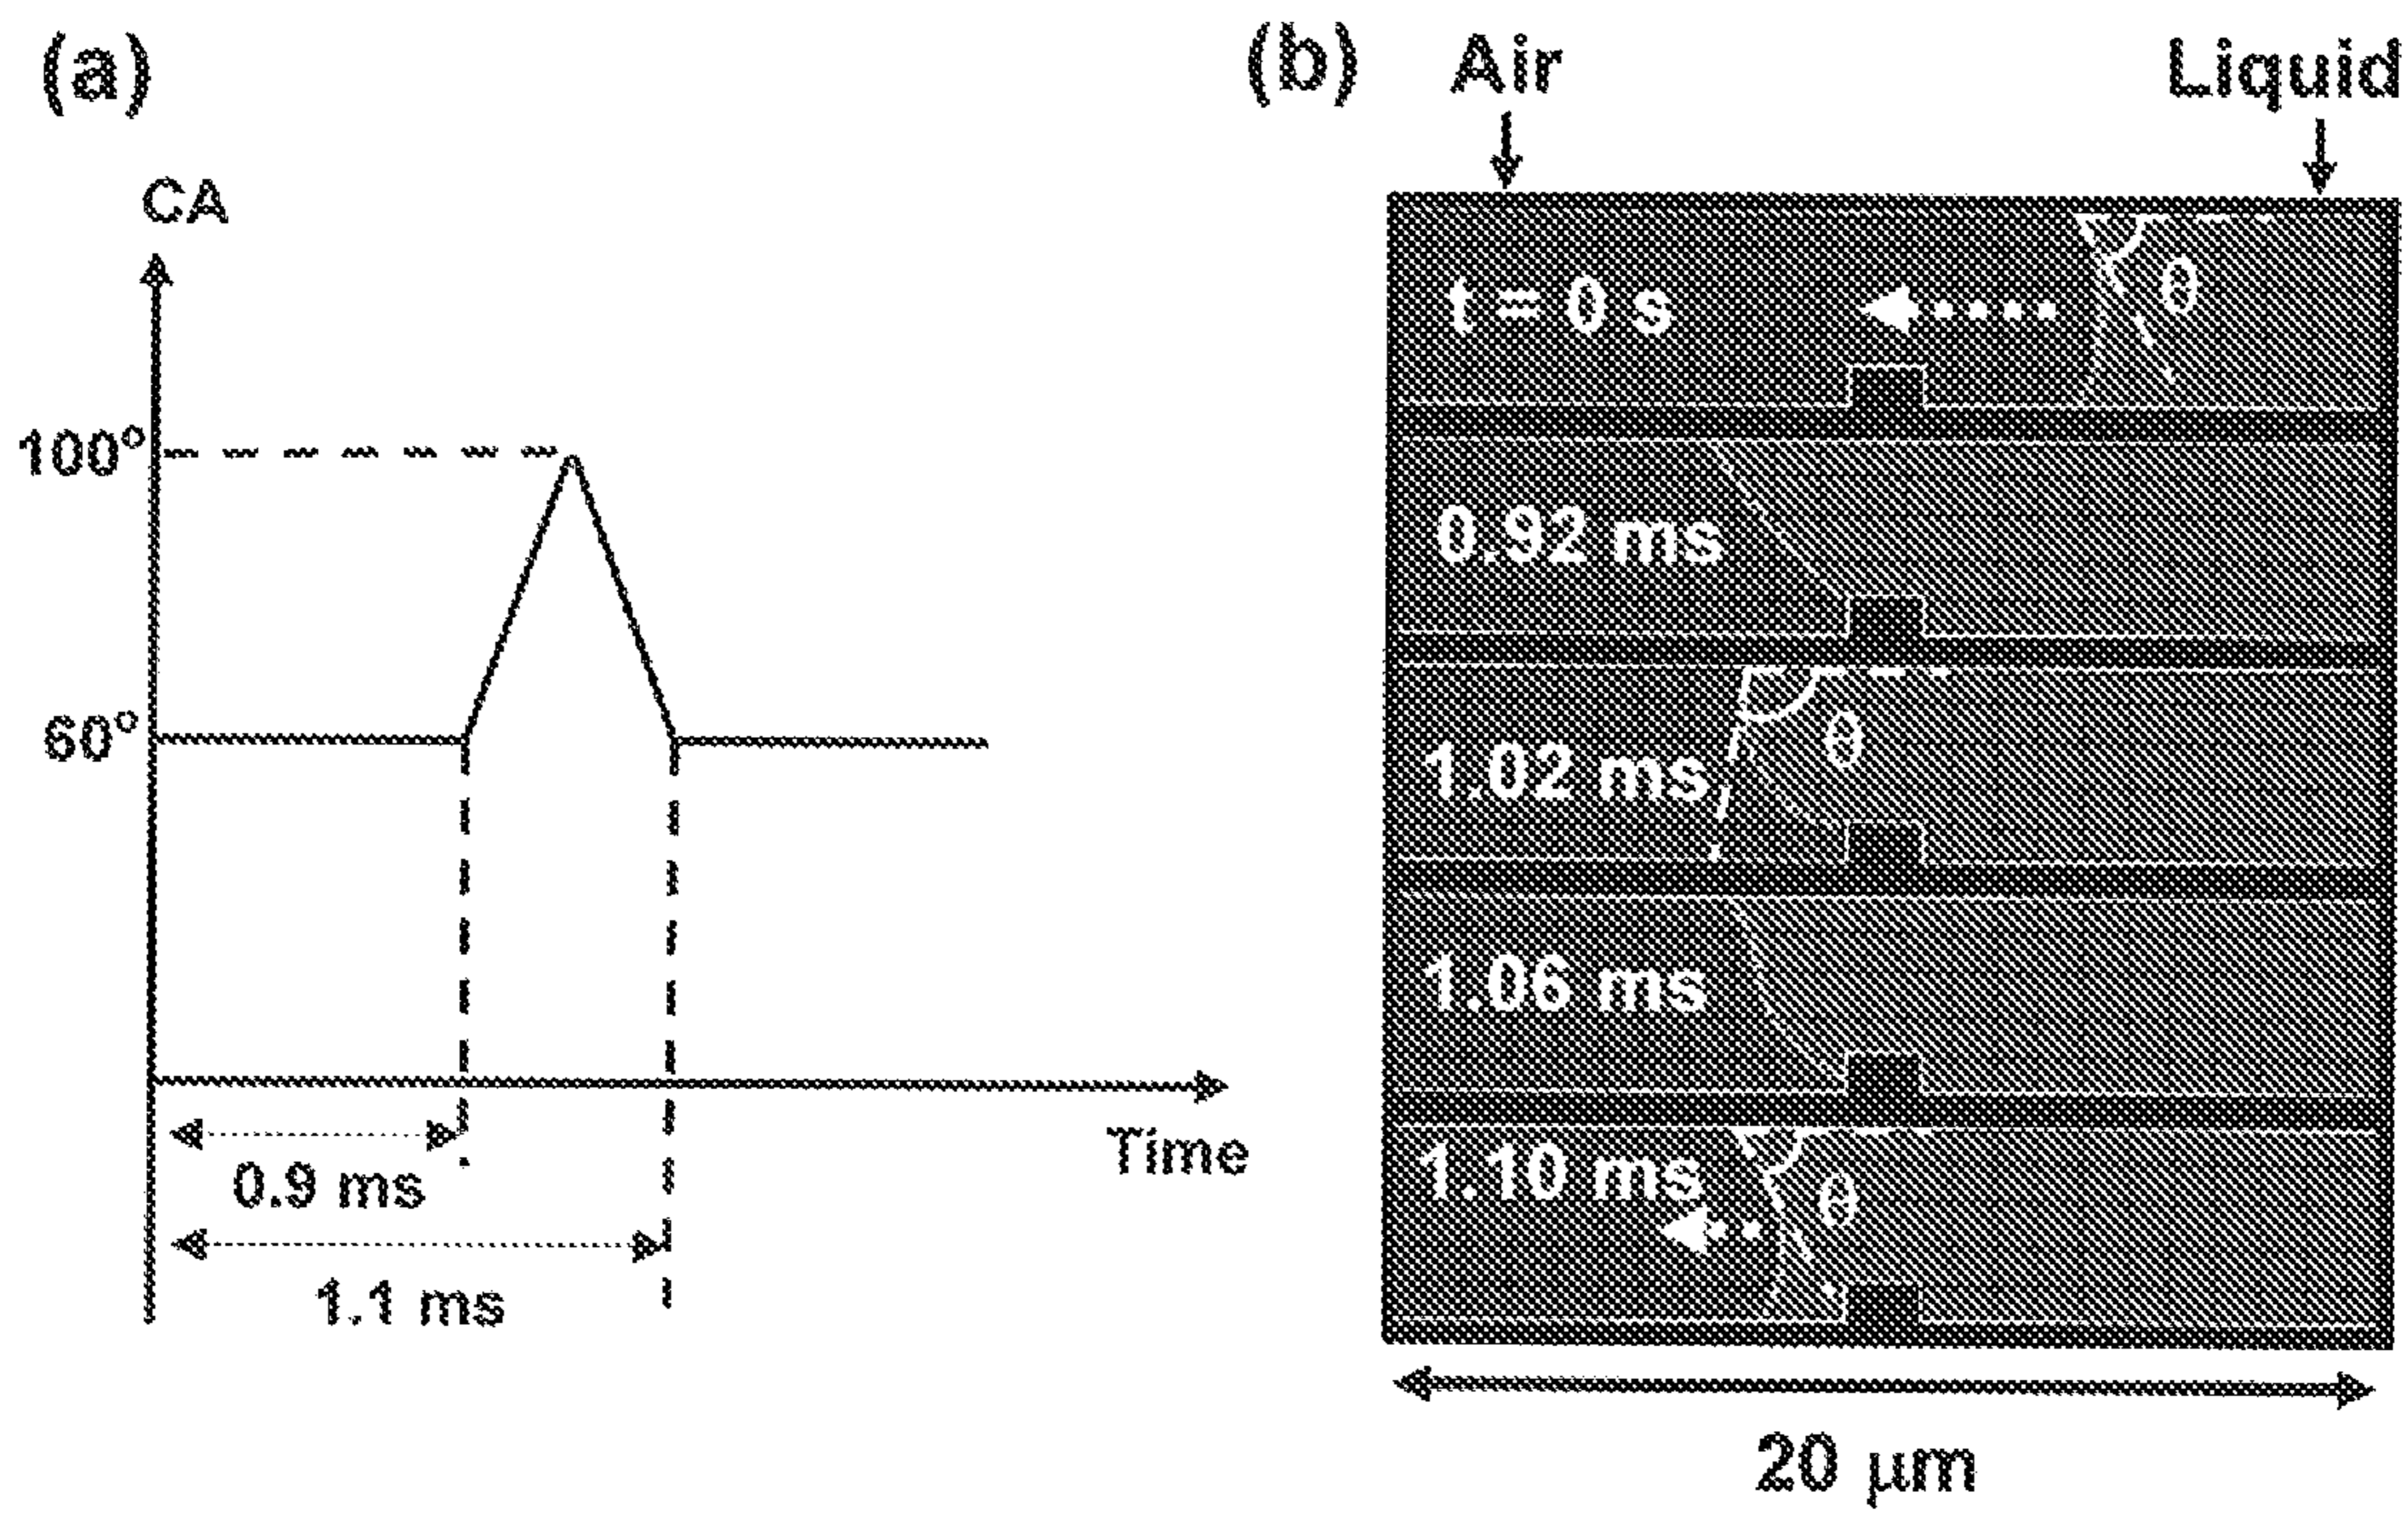 (a)
CA
100°
60°
0.9 ms
1.1 ms
Time
(b)
Air
Liquid
t = 0 s
θ
0.92 ms
1.02 ms
θ
1.06 ms
1.10 ms
θ
20 μm